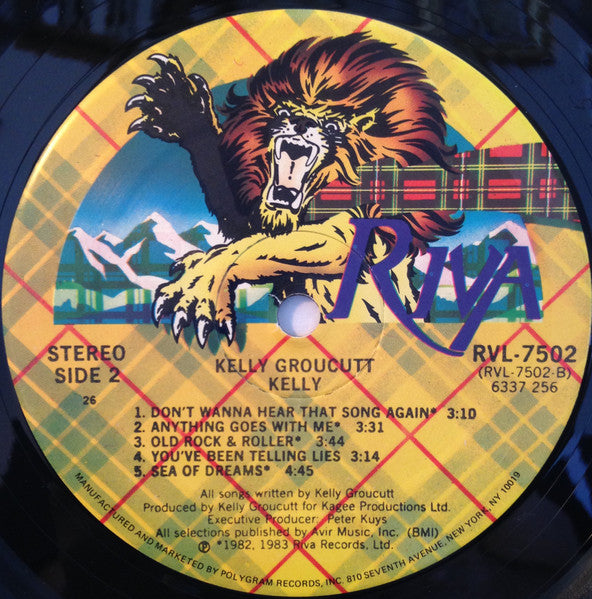 RIVA
STEREO
SIDE 2
RVL-7502
(RVL-7502-B)
6337 256
26
KELLY GROUCUTT
KELLY
1. DON'T WANNA HEAR THAT SONG AGAIN* 3:10
2. ANYTHING GOES WITH ME* 3:31
3. OLD ROCK & ROLLER* 3:44
4. YOU'VE BEEN TELLING LIES 3:14
5. SEA OF DREAMS* 4:45
All songs written by Kelly Groucutt
Produced by Kelly Groucutt for Kagee Productions Ltd.
Executive Producer: Peter Kuys
All selections published by Avir Music, Inc. (BMI)
℗ *1982, 1983 Riva Records, Ltd.
MANUFACTURED AND MARKETED BY POLYGRAM RECORDS, INC. 810 SEVENTH AVENUE, NEW YORK, NY 10019